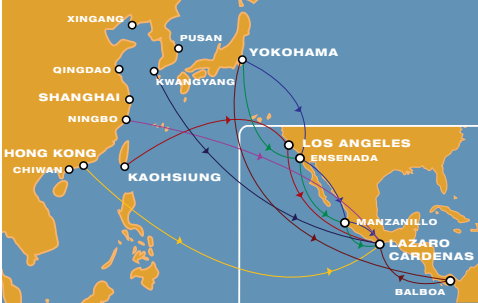 XINGANG
PUSAN
YOKOHAMA
QINGDAO
KWANGYANG
SHANGHAI
NINGBO
LOS ANGELES
HONG KONG
ENSENADA
CHIWAN
KAOHSIUNG
MANZANILLO
LAZARO
CARDENAS
BALBOA